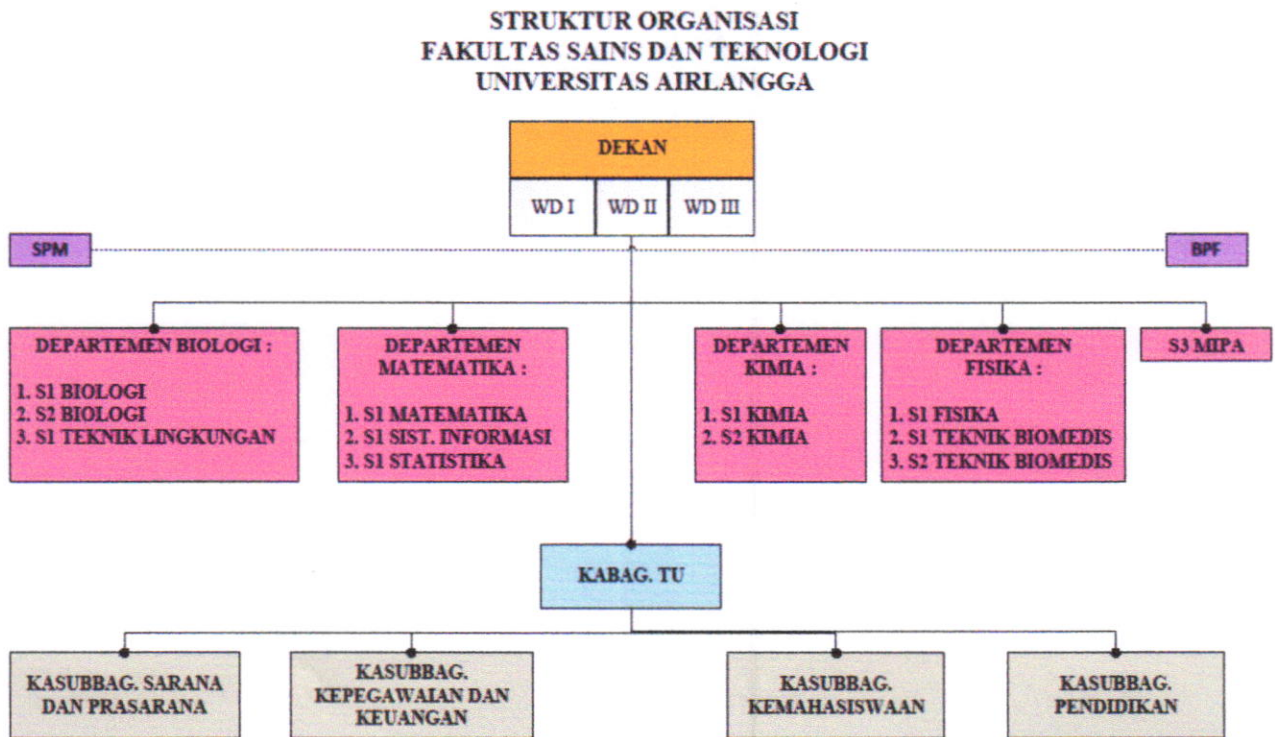 STRUKTUR ORGANISASI
FAKULTAS SAINS DAN TEKNOLOGI
UNIVERSITAS AIRLANGGA
DEKAN
WD I
WD II
WD III
SPM
BPF
DEPARTEMEN BIOLOGI :
1. S1 BIOLOGI
2. S2 BIOLOGI
3. S1 TEKNIK LINGKUNGAN
DEPARTEMEN
MATEMATIKA :
1. S1 MATEMATIKA
2. S1 SIST. INFORMASI
3. S1 STATISTIKA
DEPARTEMEN
KIMIA :
1. S1 KIMIA
2. S2 KIMIA
DEPARTEMEN
FISIKA :
1. S1 FISIKA
2. S1 TEKNIK BIOMEDIS
3. S2 TEKNIK BIOMEDIS
S3 MIPA
KABAG. TU
KASUBBAG. SARANA
DAN PRASARANA
KASUBBAG.
KEPEGAWAIAN DAN
KEUANGAN
KASUBBAG.
KEMAHASISWAAN
KASUBBAG.
PENDIDIKAN